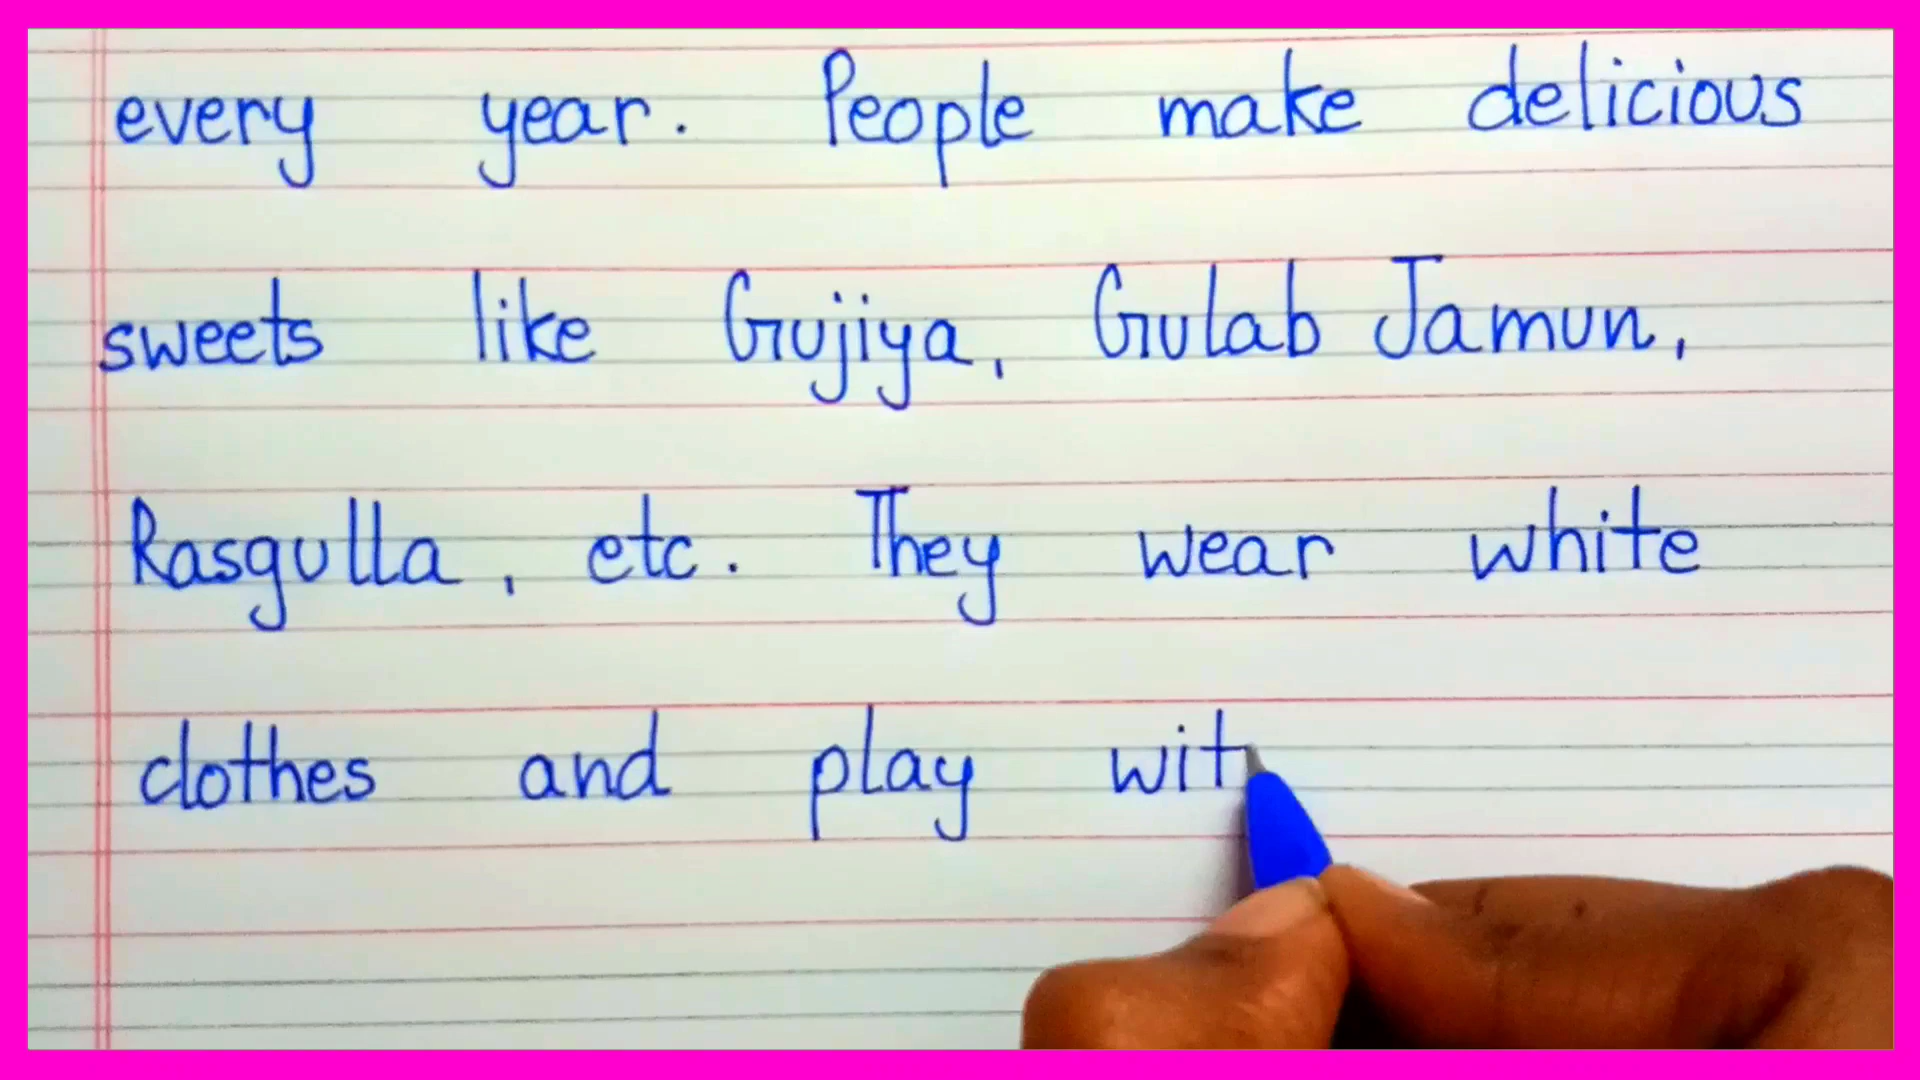 every year. People make delicious
sweets like Gujiya, Gulab Jamun,
Rasgulla, etc. They wear white
clothes and play wit